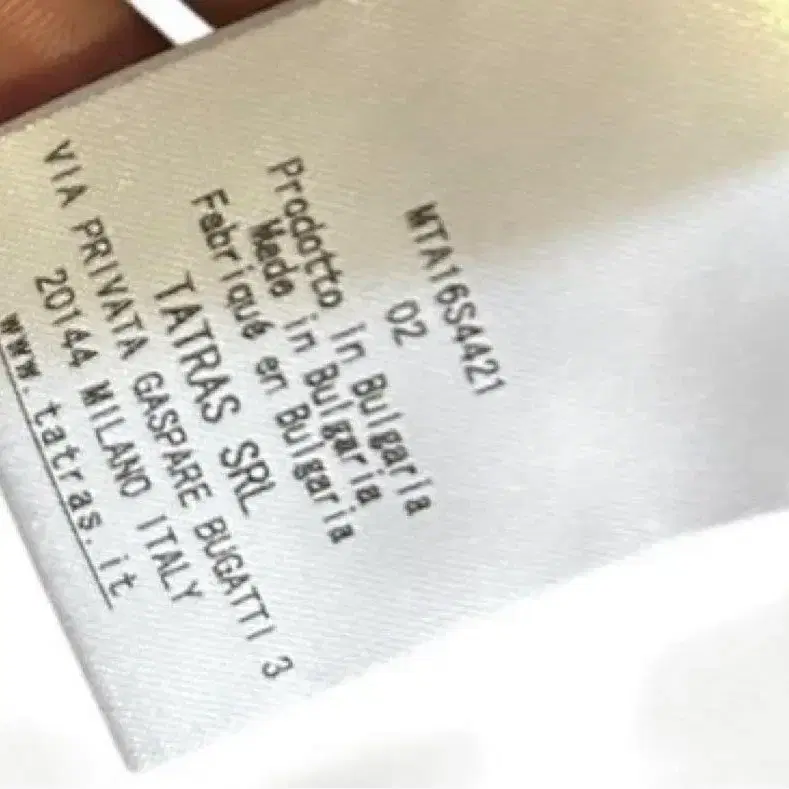 MTA16S4421
02
Prodotto in Bulgaria
Made in Bulgaria
Fabriqué en Bulgaria
TATRAS SRL
VIA PRIVATA GASPARE BUGATTI 3
20144 MILANO ITALY
www.tatras.it